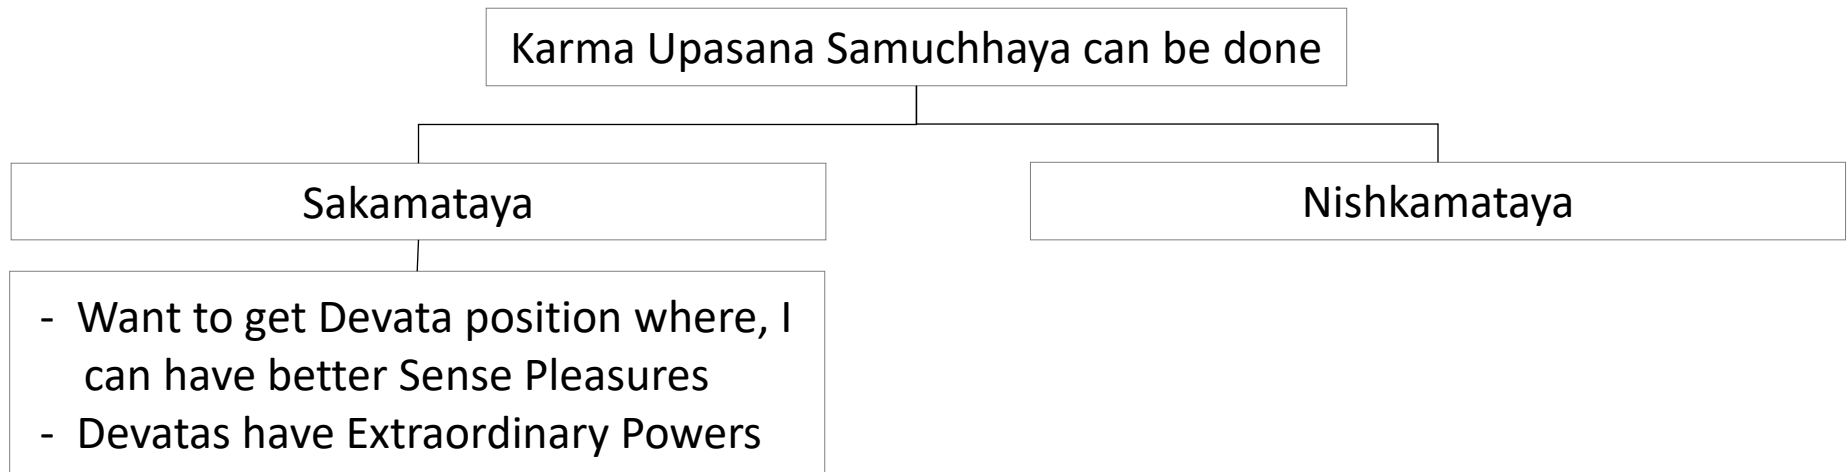 Karma Upasana Samuchhaya can be done
Sakamataya
Nishkamataya
- Want to get Devata position where, I
can have better Sense Pleasures
- Devatas have Extraordinary Powers